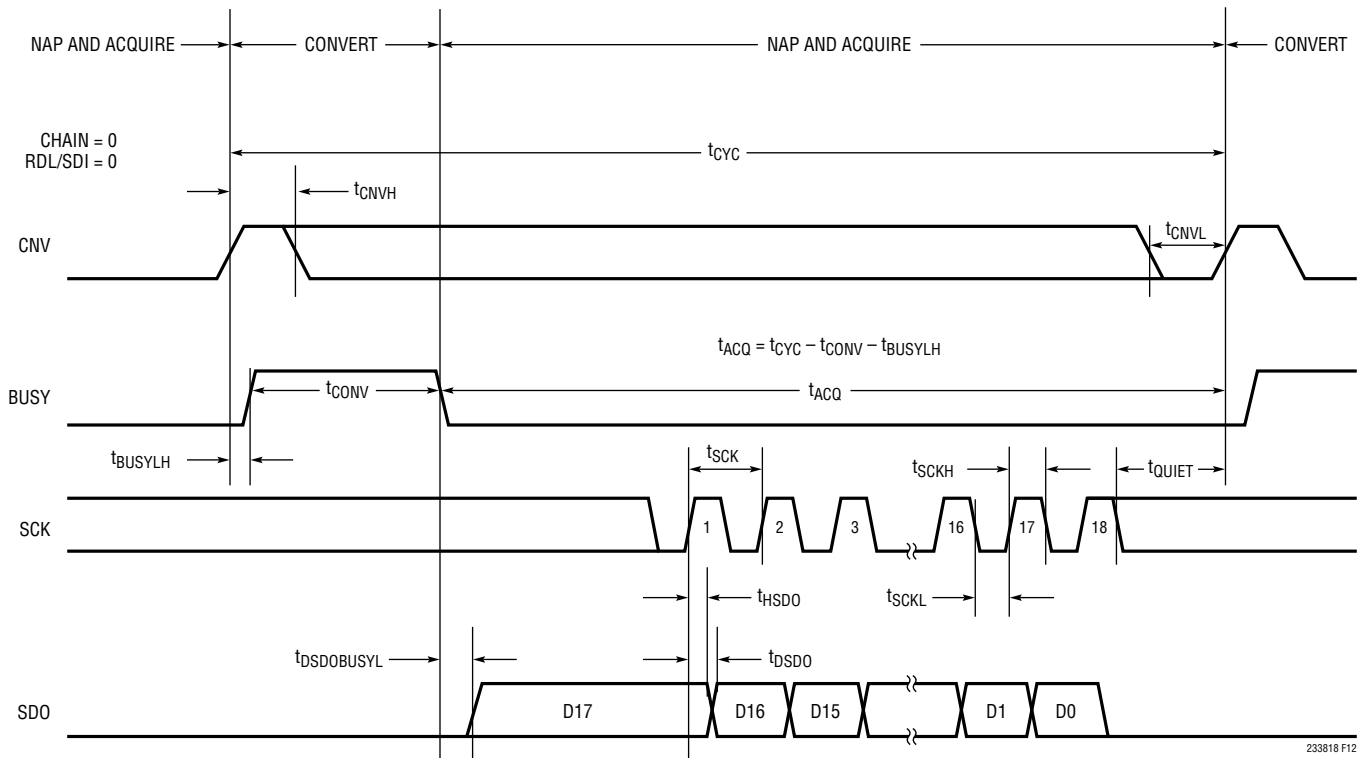 NAP AND ACQUIRE
CONVERT
NAP AND ACQUIRE
CONVERT
CHAIN = 0
RDL/SDI = 0
tCYC
tCNVH
CNV
tCNVL
tACQ = tCYC – tCONV – tBUSYLH
BUSY
tCONV
tACQ
tBUSYLH
tSCK
tSCKH
tQUIET
SCK
1
2
3
16
17
18
tHSDO
tSCKL
tDSDOBUSYL
tDSDO
SDO
D17
D16
D15
D1
D0
233818 F12